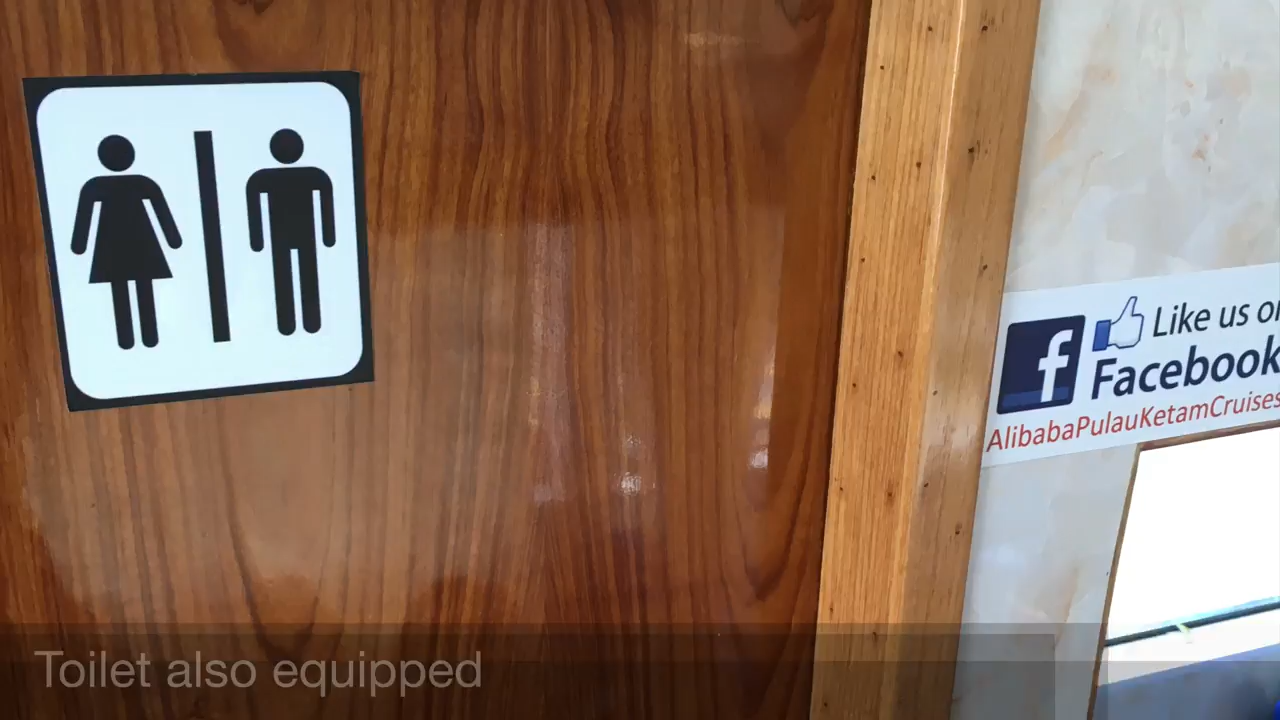 Like us on
Facebook
AlibabaPulauKetamCruises
Toilet also equipped